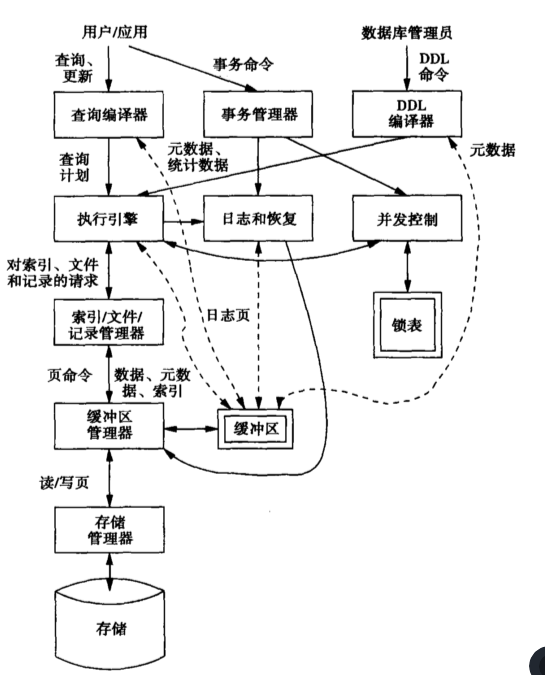 用户/应用
数据库管理员
查询、
更新
事务命令
DDL
命令
查询编译器
事务管理器
DDL
编译器
查询
计划
元数据、
统计数据
元数据
执行引擎
日志和恢复
并发控制
对索引、文件
和记录的请求
索引/文件/
记录管理器
日志页
锁表
页命令
数据、元数
据、索引
缓冲区
管理器
缓冲区
读/写页
存储
管理器
存储